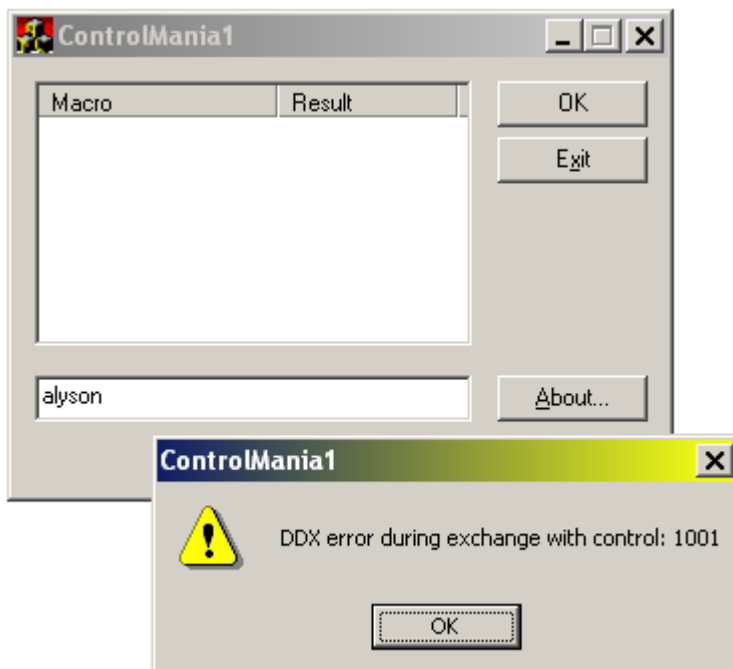 ControlMania1
Macro Result
OK
Exit
alyson
About...
ControlMania1
DDX error during exchange with control: 1001
OK